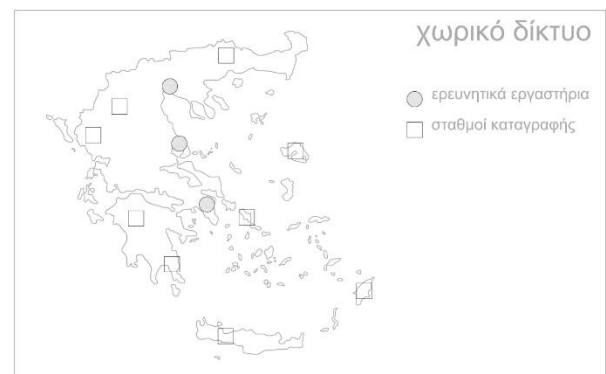 χωρικό δίκτυο
ερευνητικά εργαστήρια
σταθμοί καταγραφής